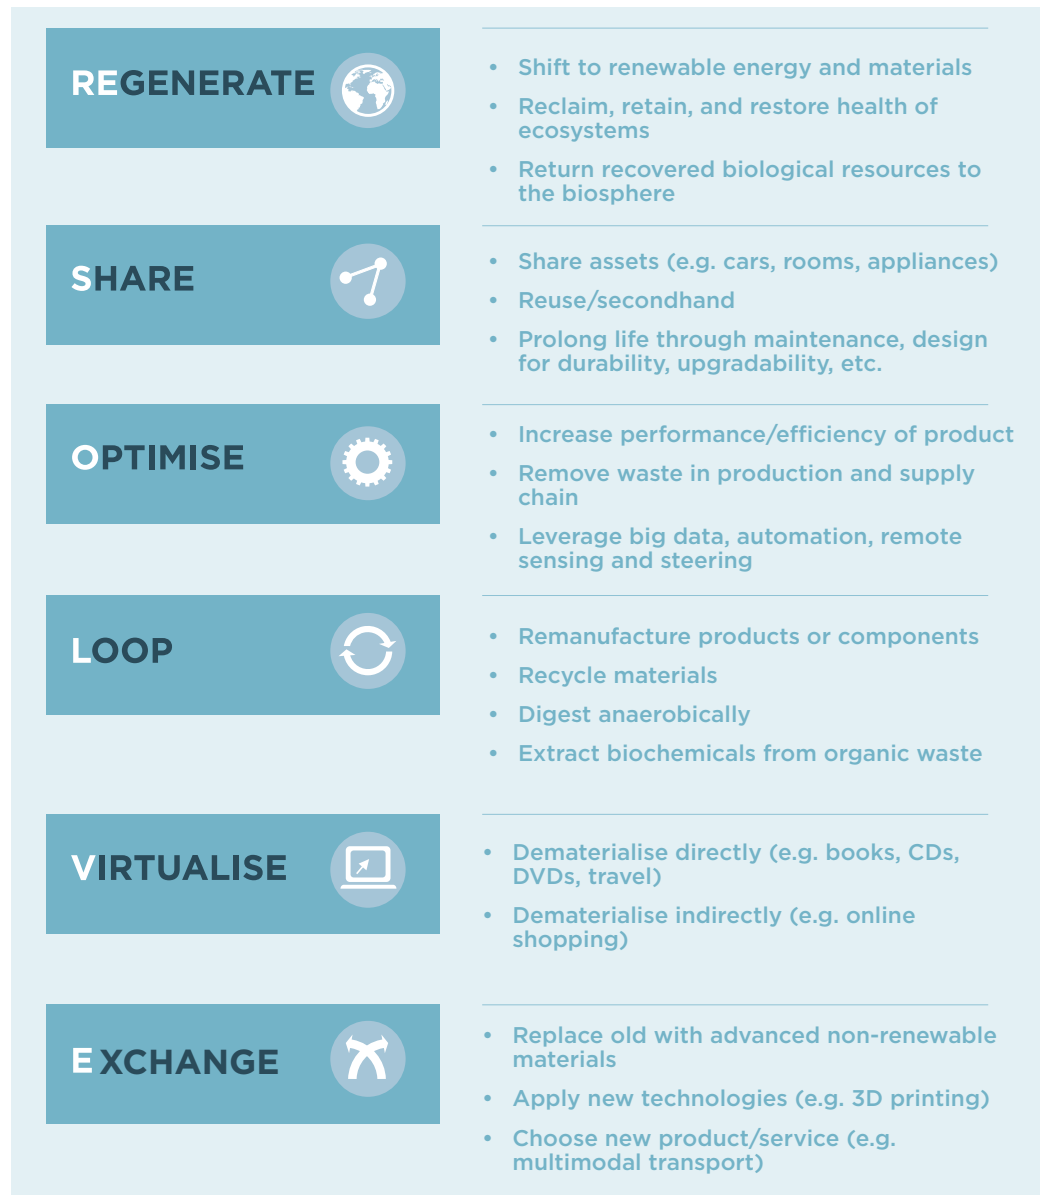 REGENERATE
• Shift to renewable energy and materials
• Reclaim, retain, and restore health of
ecosystems
• Return recovered biological resources to
the biosphere
SHARE
• Share assets (e.g. cars, rooms, appliances)
• Reuse/secondhand
• Prolong life through maintenance, design
for durability, upgradability, etc.
OPTIMISE
• Increase performance/efficiency of product
• Remove waste in production and supply
chain
• Leverage big data, automation, remote
sensing and steering
LOOP
• Remanufacture products or components
• Recycle materials
• Digest anaerobically
• Extract biochemicals from organic waste
VIRTUALISE
• Dematerialise directly (e.g. books, CDs,
DVDs, travel)
• Dematerialise indirectly (e.g. online
shopping)
E XCHANGE
• Replace old with advanced non-renewable
materials
• Apply new technologies (e.g. 3D printing)
• Choose new product/service (e.g.
multimodal transport)